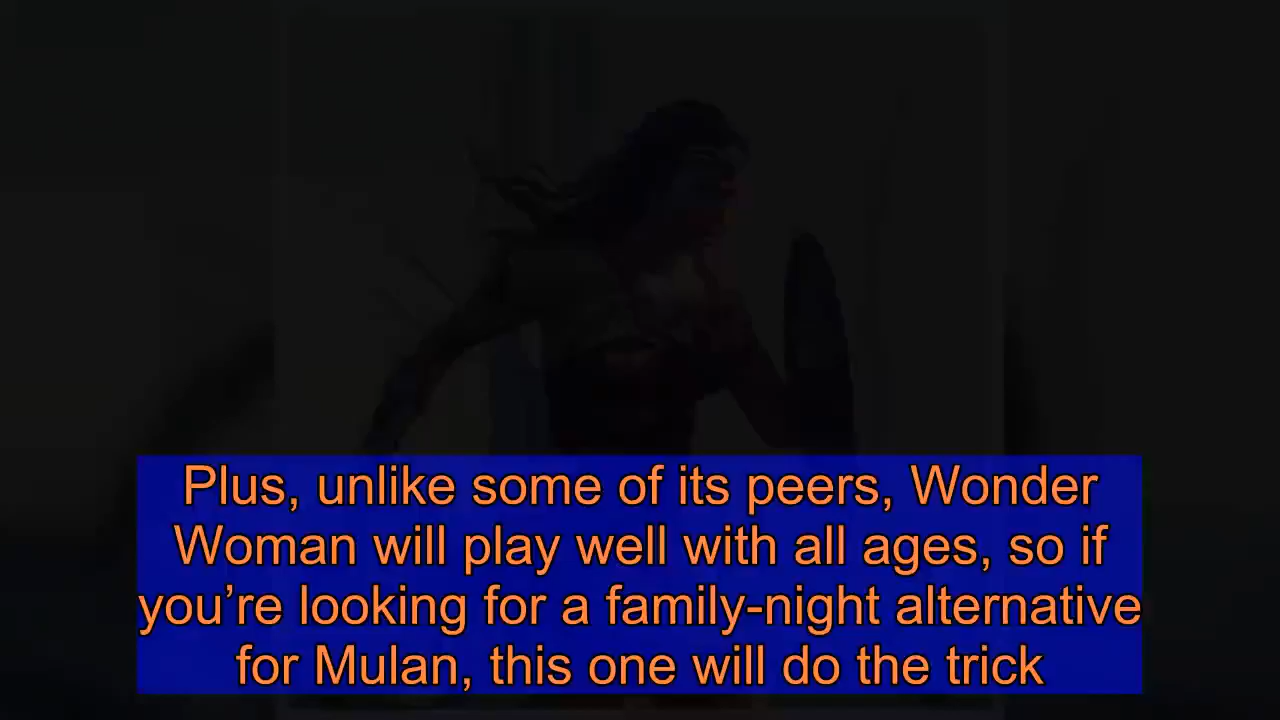 Plus, unlike some of its peers, Wonder
Woman will play well with all ages, so if
you’re looking for a family-night alternative
for Mulan, this one will do the trick